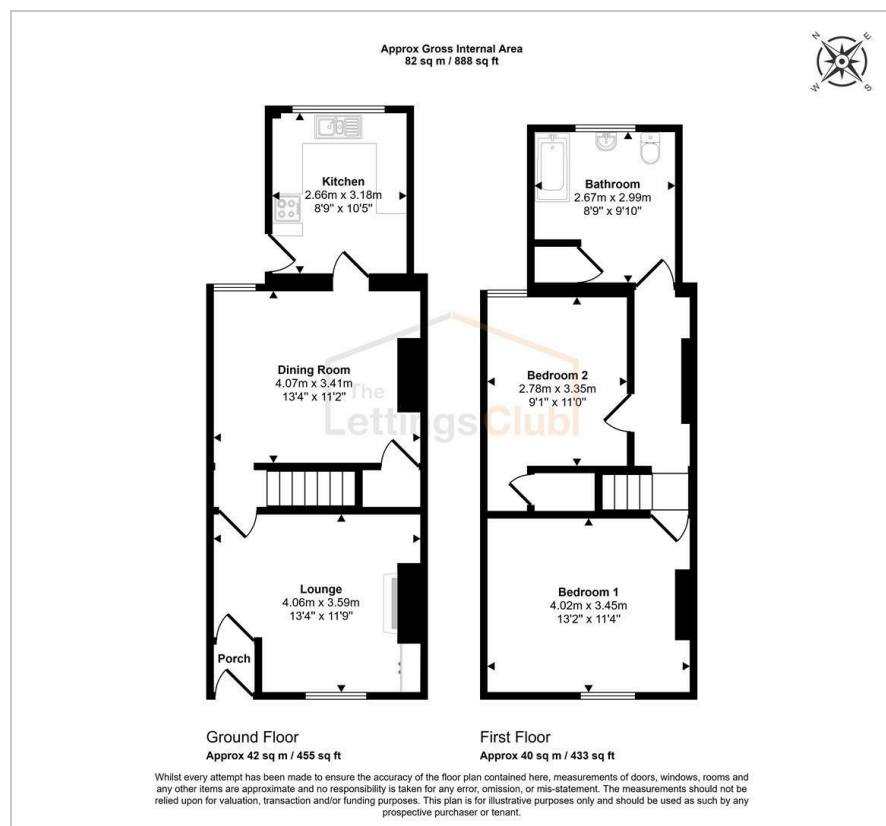 Approx Gross Internal Area
82 sq m / 888 sq ft
N
E
W
S
Kitchen
2.66m x 3.18m
8'9" x 10'5"
Bathroom
2.67m x 2.99m
8'9" x 9'10"
Dining Room
4.07m x 3.41m
13'4" x 11'2"
Bedroom 2
2.78m x 3.35m
9'1" x 11'0"
The
LettingsClub
Lounge
4.06m x 3.59m
13'4" x 11'9"
Porch
Bedroom 1
4.02m x 3.45m
13'2" x 11'4"
Ground Floor
Approx 42 sq m / 455 sq ft
First Floor
Approx 40 sq m / 433 sq ft
Whilst every attempt has been made to ensure the accuracy of the floor plan contained here, measurements of doors, windows, rooms and
any other items are approximate and no responsibility is taken for any error, omission, or mis-statement. The measurements should not be
relied upon for valuation, transaction and/or funding purposes. This plan is for illustrative purposes only and should be used as such by any
prospective purchaser or tenant.